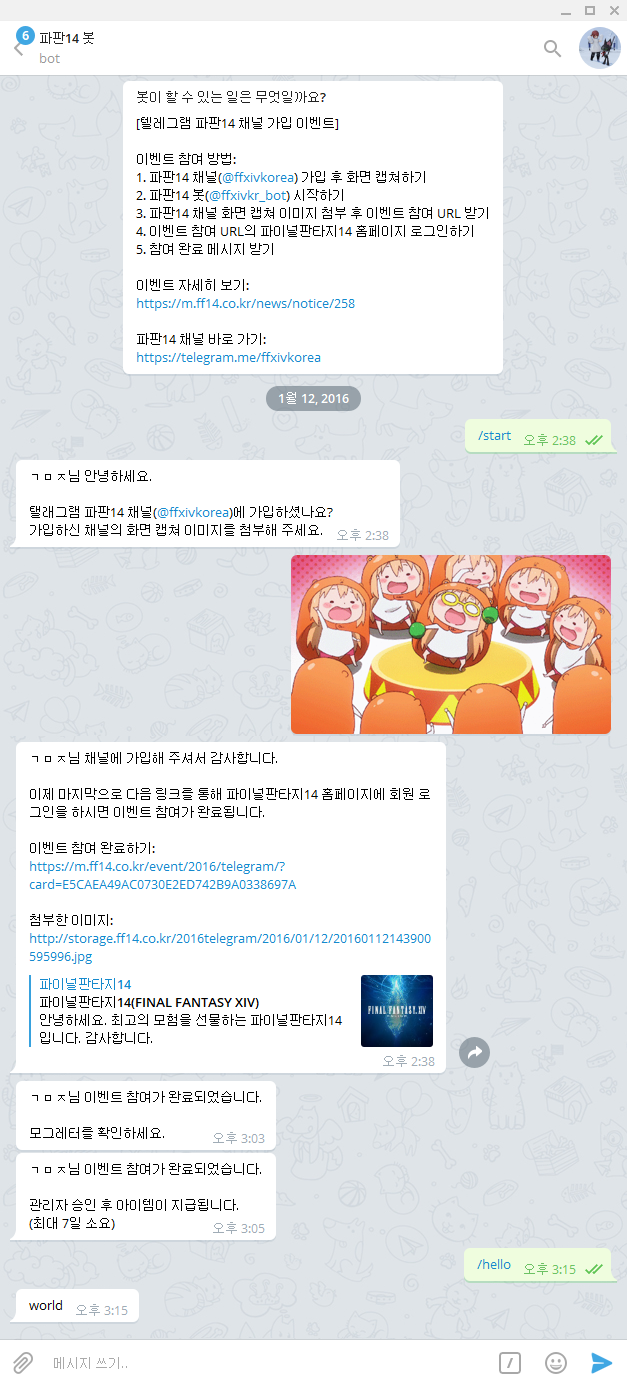 6
파판14 봇
bot
봇이 할 수 있는 일은 무엇일까요?
[텔레그램 파판14 채널 가입 이벤트]
이벤트 참여 방법:
1. 파판14 채널(@ffxivkorea) 가입 후 화면 캡쳐하기
2. 파판14 봇(@ffxivkr_bot) 시작하기
3. 파판14 채널 화면 캡쳐 이미지 첨부 후 이벤트 참여 URL 받기
4. 이벤트 참여 URL의 파이널판타지14 홈페이지 로그인하기
5. 참여 완료 메시지 받기
이벤트 자세히 보기:
https://m.ff14.co.kr/news/notice/258
파판14 채널 바로 가기:
https://telegram.me/ffxivkorea
1월 12, 2016
/start 오후 2:38
ㄱㅁㅈ님 안녕하세요.
탤래그램 파판14 채널(@ffxivkorea)에 가입하셨나요?
가입하신 채널의 화면 캡쳐 이미지를 첨부해 주세요. 오후 2:38
ㄱㅁㅈ님 채널에 가입해 주셔서 감사합니다.
이제 마지막으로 다음 링크를 통해 파이널판타지14 홈페이지에 회원 로
그인을 하시면 이벤트 참여가 완료됩니다.
이벤트 참여 완료하기:
https://m.ff14.co.kr/event/2016/telegram/?
card=E5CAEA49AC0730E2ED742B9A0338697A
첨부한 이미지:
http://storage.ff14.co.kr/2016telegram/2016/01/12/20160112143900
595996.jpg
파이널판타지14
파이널판타지14(FINAL FANTASY XIV)
안녕하세요. 최고의 모험을 선물하는 파이널판타지14
입니다. 감사합니다.
FINAL FANTASY XIV
오후 2:38
ㄱㅁㅈ님 이벤트 참여가 완료되었습니다.
모그레터를 확인하세요. 오후 3:03
ㄱㅁㅈ님 이벤트 참여가 완료되었습니다.
관리자 승인 후 아이템이 지급됩니다.
(최대 7일 소요) 오후 3:05
/hello 오후 3:15
world 오후 3:15
메시지 쓰기..